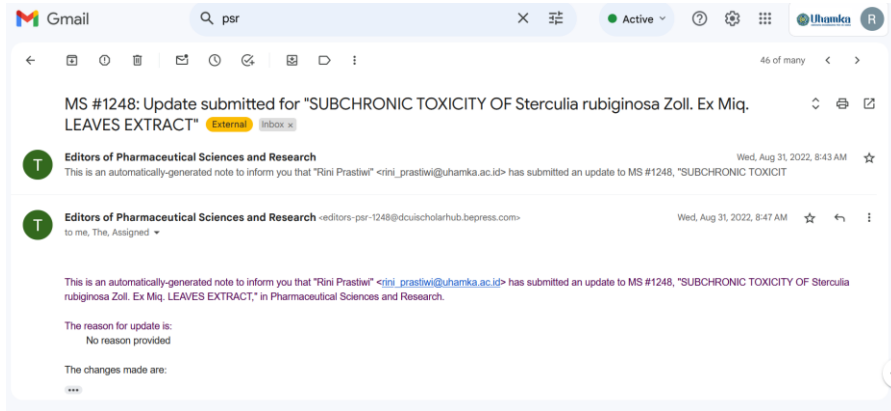 Gmail
psr
Active
Uhamka
R
46 of many
MS #1248: Update submitted for "SUBCHRONIC TOXICITY OF Sterculia rubiginosa Zoll. Ex Miq.
LEAVES EXTRACT" External Inbox x
T
Editors of Pharmaceutical Sciences and Research Wed, Aug 31, 2022, 8:43 AM
This is an automatically-generated note to inform you that "Rini Prastiwi" <rini_prastiwi@uhamka.ac.id> has submitted an update to MS #1248, "SUBCHRONIC TOXICIT
T
Editors of Pharmaceutical Sciences and Research <editors-psr-1248@dcuischolarhub.bepress.com> Wed, Aug 31, 2022, 8:47 AM
to me, The, Assigned
This is an automatically-generated note to inform you that "Rini Prastiwi" <rini_prastiwi@uhamka.ac.id> has submitted an update to MS #1248, "SUBCHRONIC TOXICITY OF Sterculia
rubiginosa Zoll. Ex Miq. LEAVES EXTRACT," in Pharmaceutical Sciences and Research.
The reason for update is:
No reason provided
The changes made are: